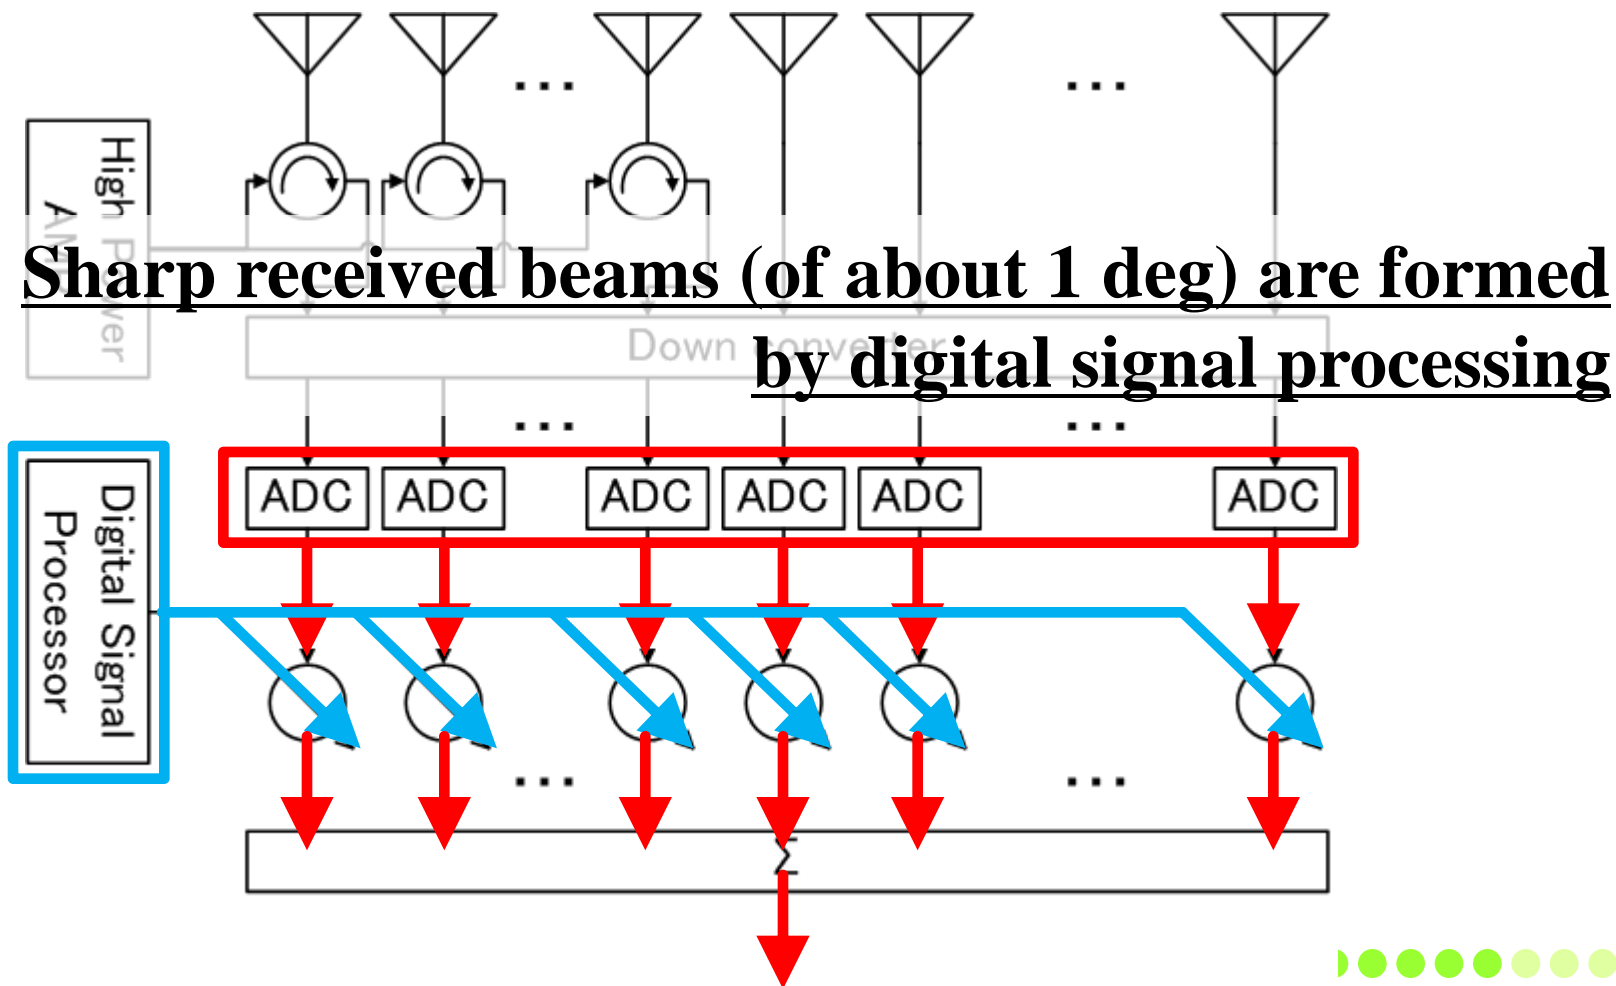 ...
...
High Power
Sharp received beams (of about 1 deg) are formed
Down converter
by digital signal processing
...
...
ADC ADC ADC ADC ADC ADC
Digital Signal
Processor
...
...
Σ